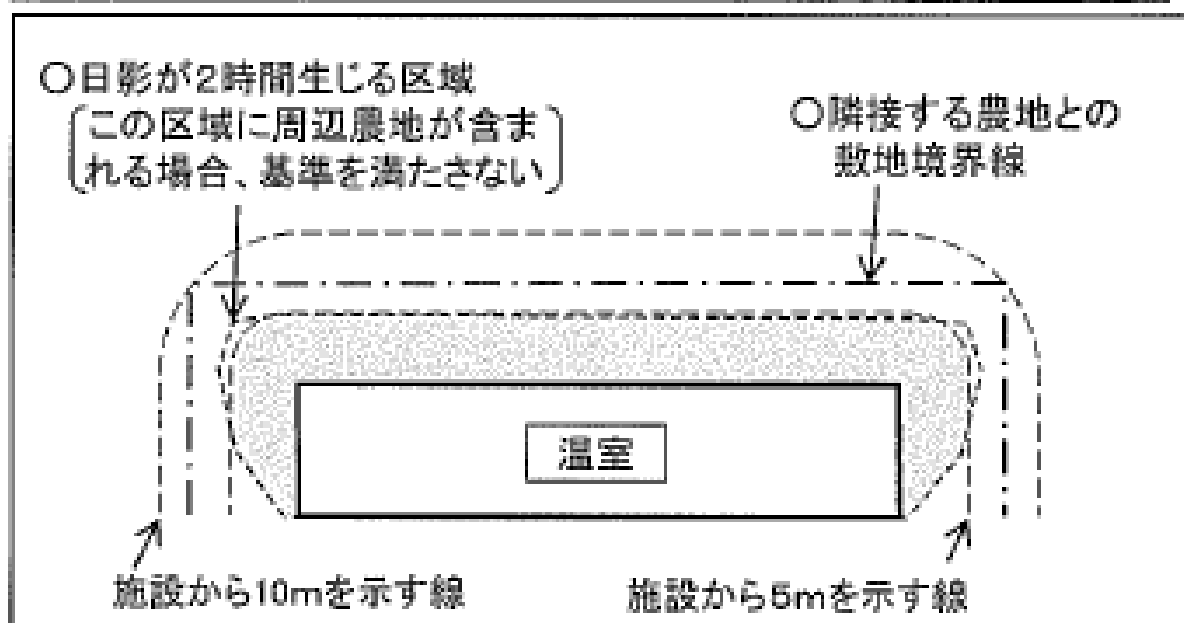 ○日影が2時間生じる区域
この区域に周辺農地が含ま
れる場合、基準を満たさない
○隣接する農地との
敷地境界線
温室
施設から10mを示す線
施設から5mを示す線